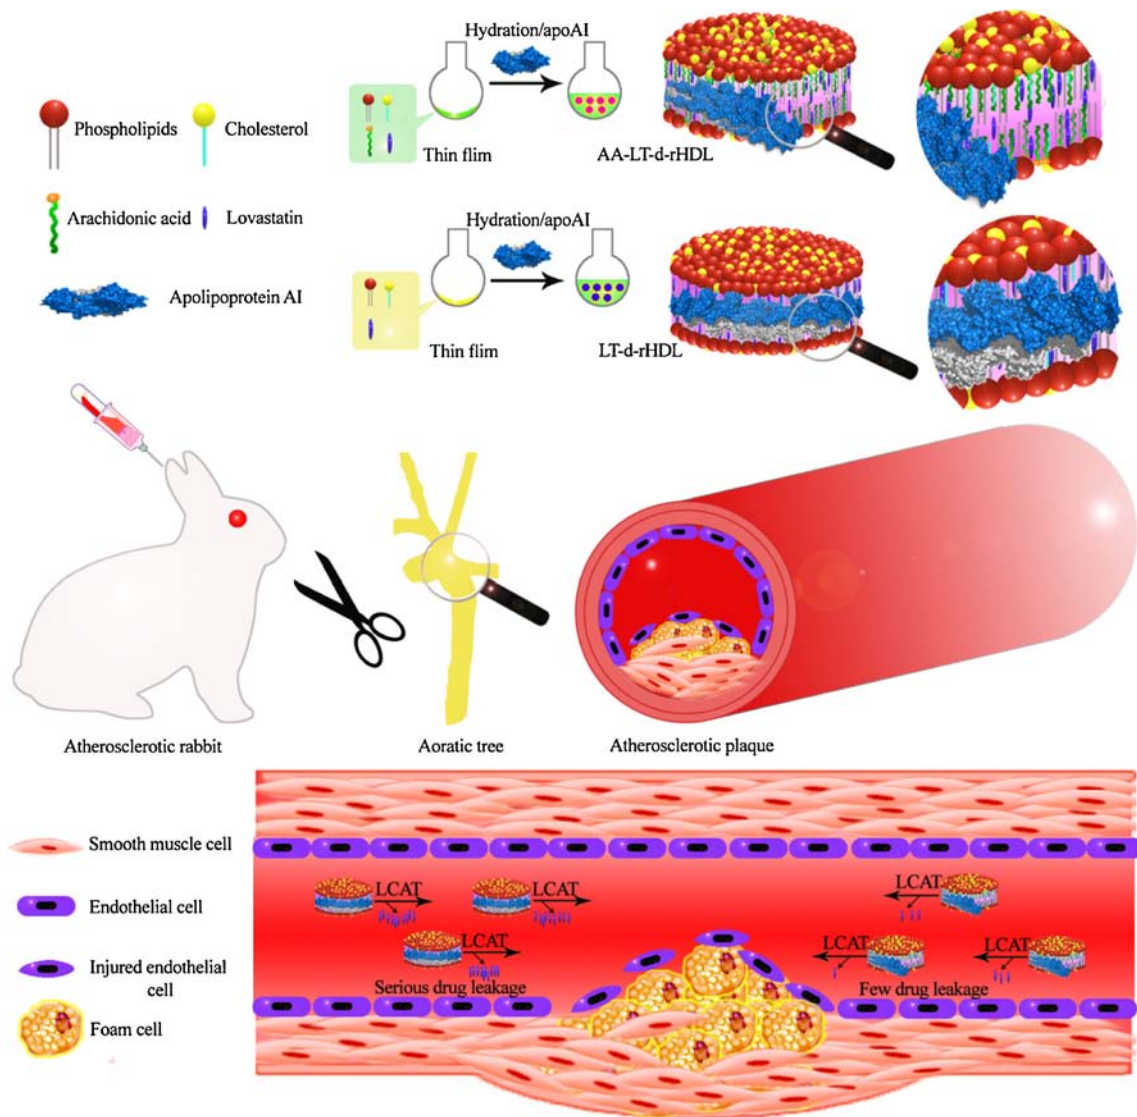 Hydration/apoAI
Phospholipids
Cholesterol
Thin flim
AA-LT-d-rHDL
Arachidonic acid
Lovastatin
Hydration/apoAI
Apolipoprotein AI
Thin flim
LT-d-rHDL
Atherosclerotic rabbit
Aoratic tree
Atherosclerotic plaque
Smooth muscle cell
Endothelial cell
Injured endothelial
cell
Foam cell
LCAT
LCAT
LCAT
LCAT
LCAT
LCAT
Serious drug leakage
Few drug leakage